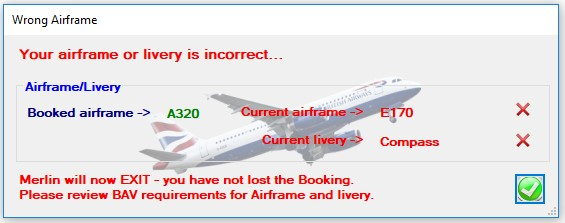 Wrong Airframe
Your airframe or livery is incorrect...
Airframe/Livery
Booked airframe -> A320 Current airframe -> E170
Current livery -> Compass
Merlin will now EXIT - you have not lost the Booking.
Please review BAV requirements for Airframe and livery.